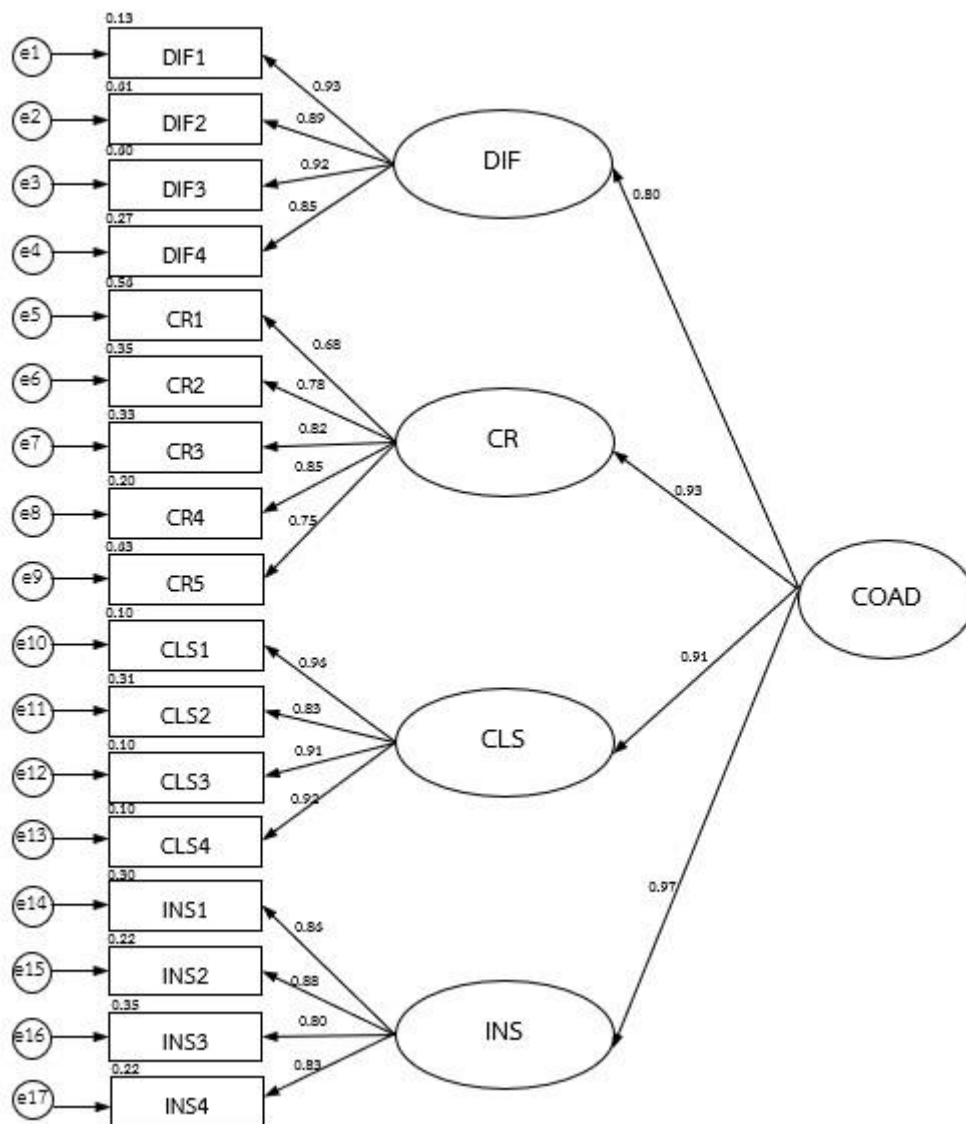 0.13
e1
DIF1
0.93
0.61
e2
DIF2
0.89
DIF
0.60
e3
DIF3
0.92
0.80
0.27
e4
DIF4
0.85
0.56
e5
CR1
0.68
0.35
e6
CR2
0.78
0.33
e7
CR3
0.82
CR
0.20
e8
CR4
0.85
0.93
0.63
e9
CR5
0.75
COAD
0.10
e10
CLS1
0.96
0.31
e11
CLS2
0.83
CLS
0.91
0.10
e12
CLS3
0.91
0.10
e13
CLS4
0.92
0.30
e14
INS1
0.86
0.97
0.22
e15
INS2
0.88
0.35
e16
INS3
0.80
INS
0.22
e17
INS4
0.83